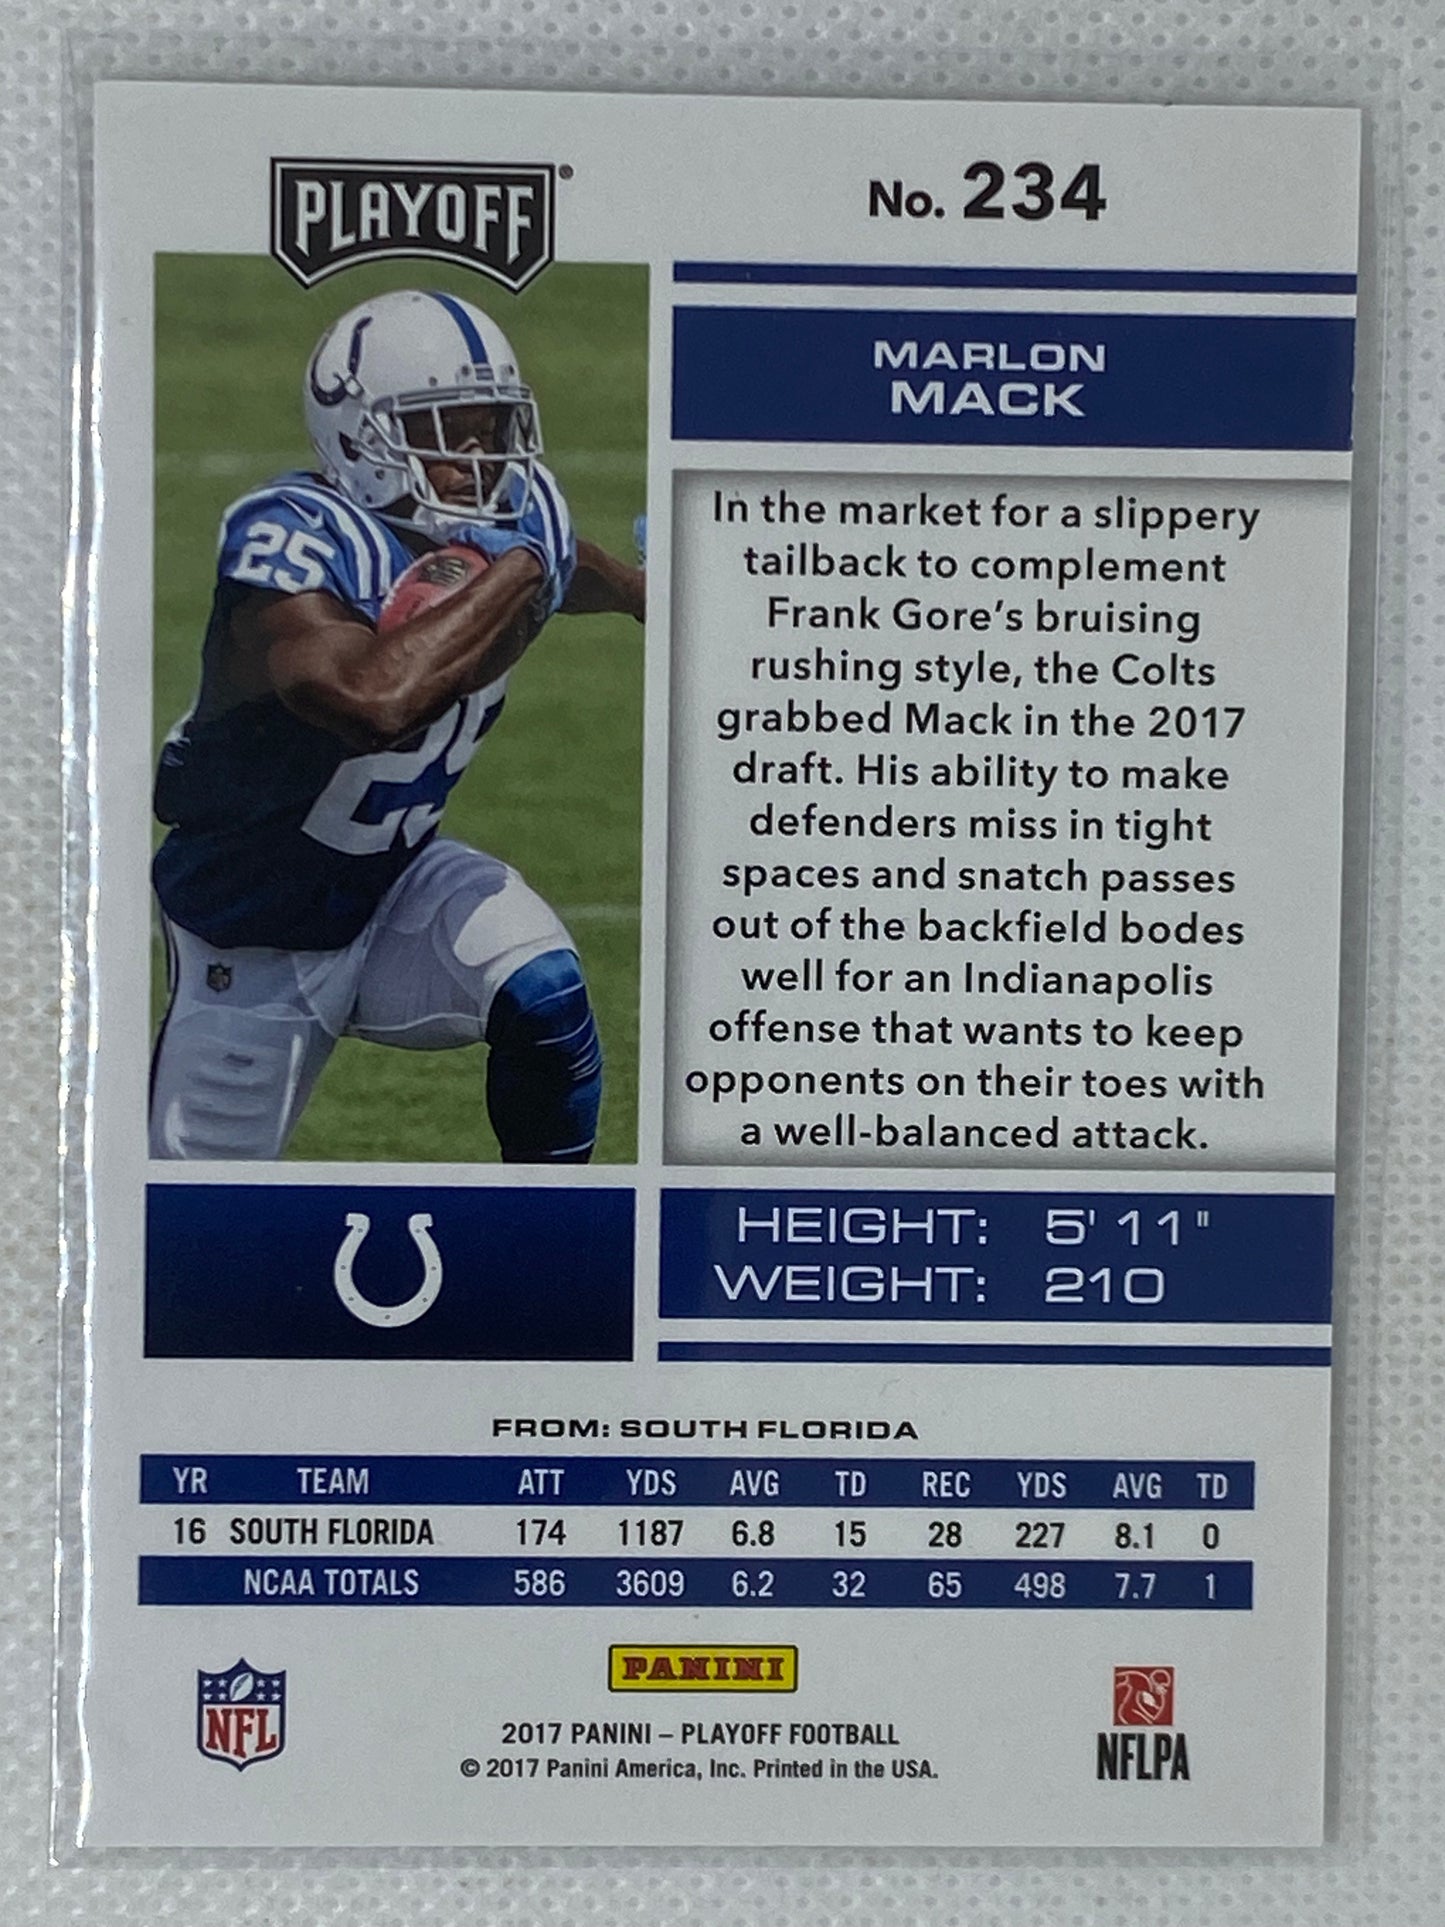 PLAYOFF
No. 234
MARLON
MACK
25
25
In the market for a slippery
tailback to complement
Frank Gore's bruising
rushing style, the Colts
grabbed Mack in the 2017
draft. His ability to make
defenders miss in tight
spaces and snatch passes
out of the backfield bodes
well for an Indianapolis
offense that wants to keep
opponents on their toes with
a well-balanced attack.
HEIGHT: 5' 11"
WEIGHT: 210
FROM: SOUTH FLORIDA
YR TEAM ATT YDS AVG TD REC YDS AVG TD
16 SOUTH FLORIDA 174 1187 6.8 15 28 227 8.1 0
NCAA TOTALS 586 3609 6.2 32 65 498 7.7 1
NFL
PANINI
NFLPA
2017 PANINI – PLAYOFF FOOTBALL
© 2017 Panini America, Inc. Printed in the USA.